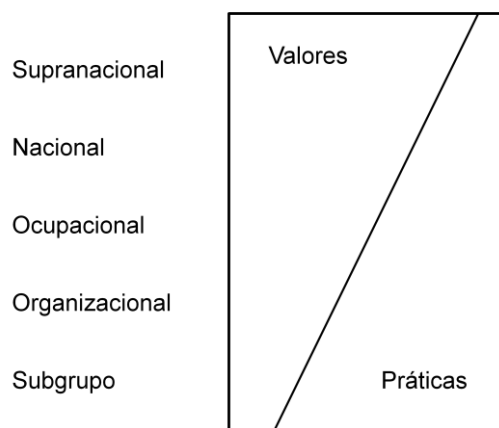 Valores
Supranacional
Nacional
Ocupacional
Organizacional
Subgrupo
Práticas